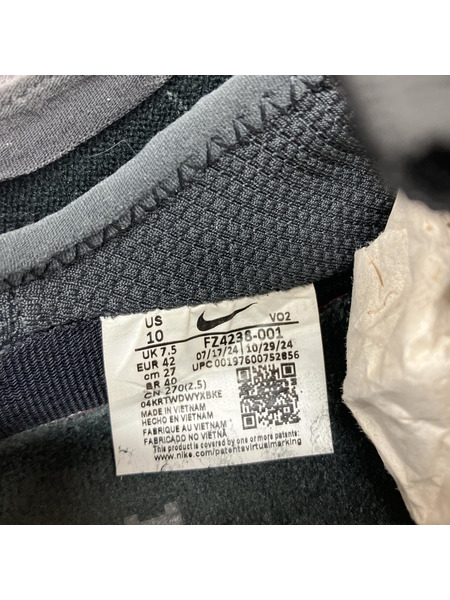 US
10
VO2
UK 7.5
FZ4238-001
EUR 42
07/17/24 10/29/24
cm 27
UPC 00197600752856
BR 40
CN 270(2.5)
04KRTWDWYXBKE
MADE IN VIETNAM
HECHO EN VIETNAM
FABRIQUE AU VIETNAM
FABRICADO NO VIETNÃ
This product is covered by one or more patents:
www.nike.com/patentsvirtualmarking